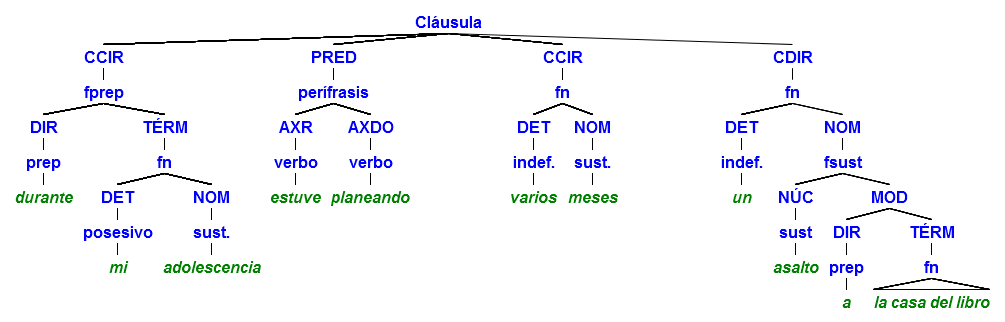 Cláusula
CCIR PRED CCIR CDIR
fprep perífrasis fn fn
DIR TÉRM AXR AXDO DET NOM DET NOM
prep fn verbo verbo indef. sust. indef. fsust
durante DET NOM estuve planeando varios meses un NÚC MOD
posesivo sust. sust DIR TÉRM
mi adolescencia asalto prep fn
a la casa del libro